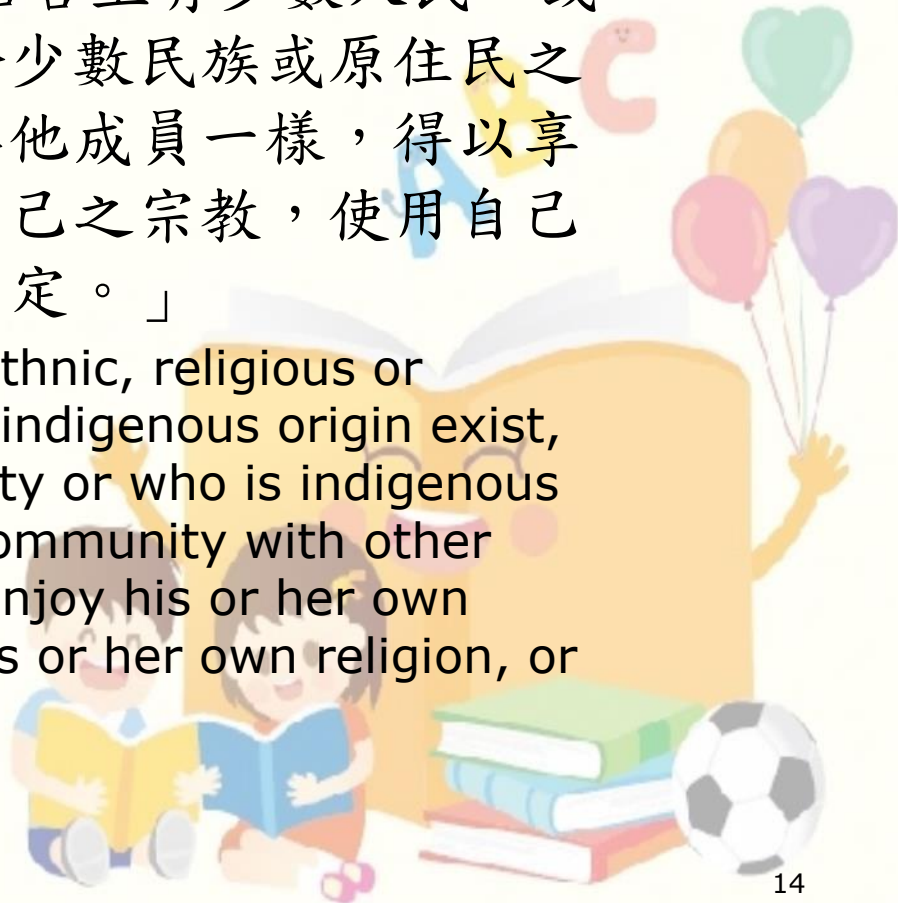 少數民族或原住民之
他成員一樣，得以享
己之宗教，使用自己
定。」
thnic, religious or
indigenous origin exist,
ty or who is indigenous
ommunity with other
njoy his or her own
s or her own religion, or
ABC
14